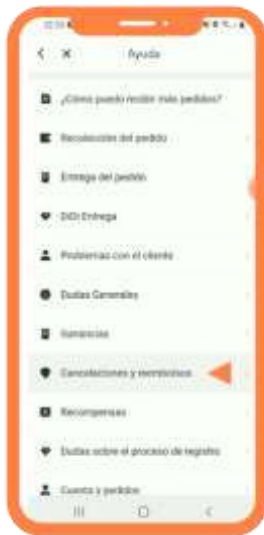 Ayuda
¿Cómo puedo recibir más pedidos?
Recolección del pedido
Entrega del pedido
DiDi Entrega
Problemas con el cliente
Dudas Generales
Ganancias
Cancelaciones y reembolsos
Recompensas
Dudas sobre el proceso de registro
Cuenta y pedidos